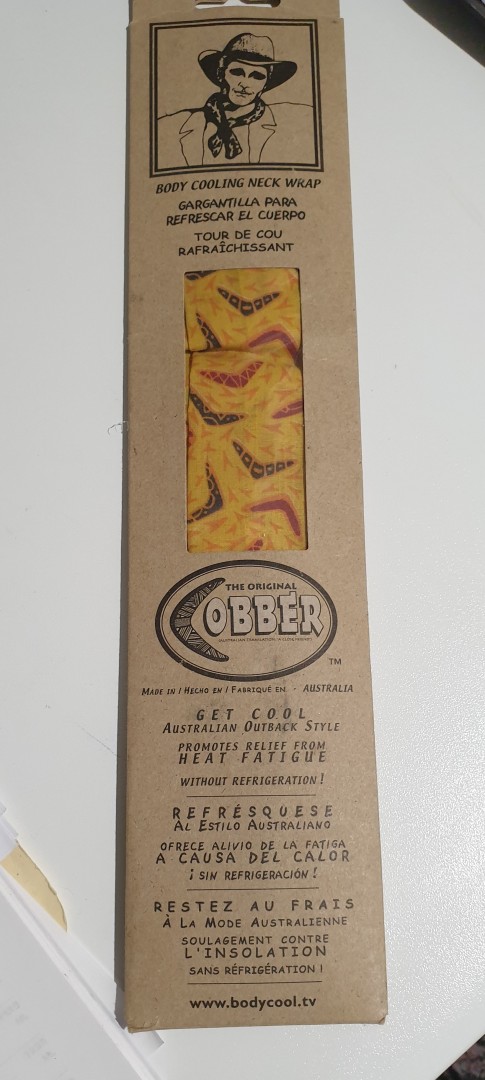 BODY COOLING NECK WRAP
GARGANTILLA PARA
REFRESCAR EL CUERPO
TOUR DE COU
RAFRAÎCHISSANT
THE ORIGINAL
COBBER
TM
MADE IN / HECHO EN / FABRIQUÉ EN - AUSTRALIA
GET COOL
AUSTRALIAN OUTBACK STYLE
PROMOTES RELIEF FROM
HEAT FATIGUE
WITHOUT REFRIGERATION!
REFRÉSQUESE
AL ESTILO AUSTRALIANO
OFRECE ALIVIO DE LA FATIGA
A CAUSA DEL CALOR
¡SIN REFRIGERACIÓN!
RESTEZ AU FRAIS
À LA MODE AUSTRALIENNE
SOULAGEMENT CONTRE
L'INSOLATION
SANS RÉFRIGÉRATION!
www.bodycool.tv